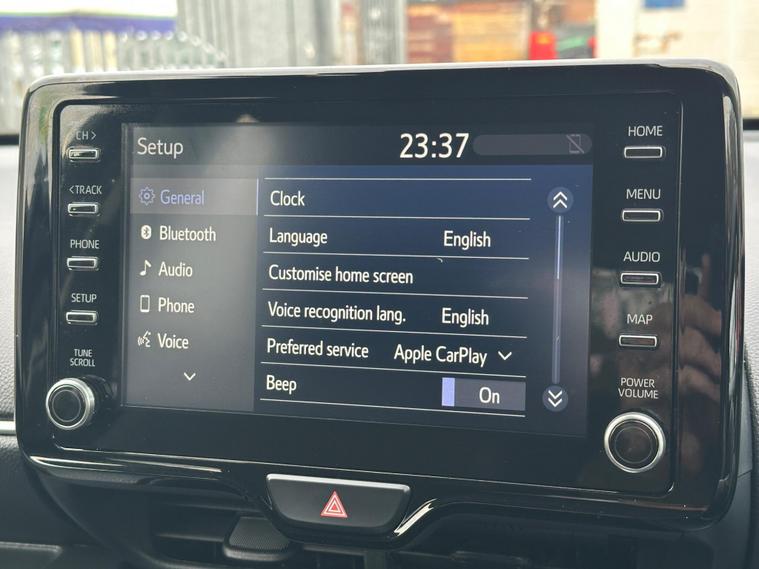 CH >
< TRACK
PHONE
SETUP
TUNE
SCROLL
Setup
23:37
General
Bluetooth
Audio
Phone
Voice
Clock
Language English
Customise home screen
Voice recognition lang. English
Preferred service Apple CarPlay
Beep On
HOME
MENU
AUDIO
MAP
POWER
VOLUME